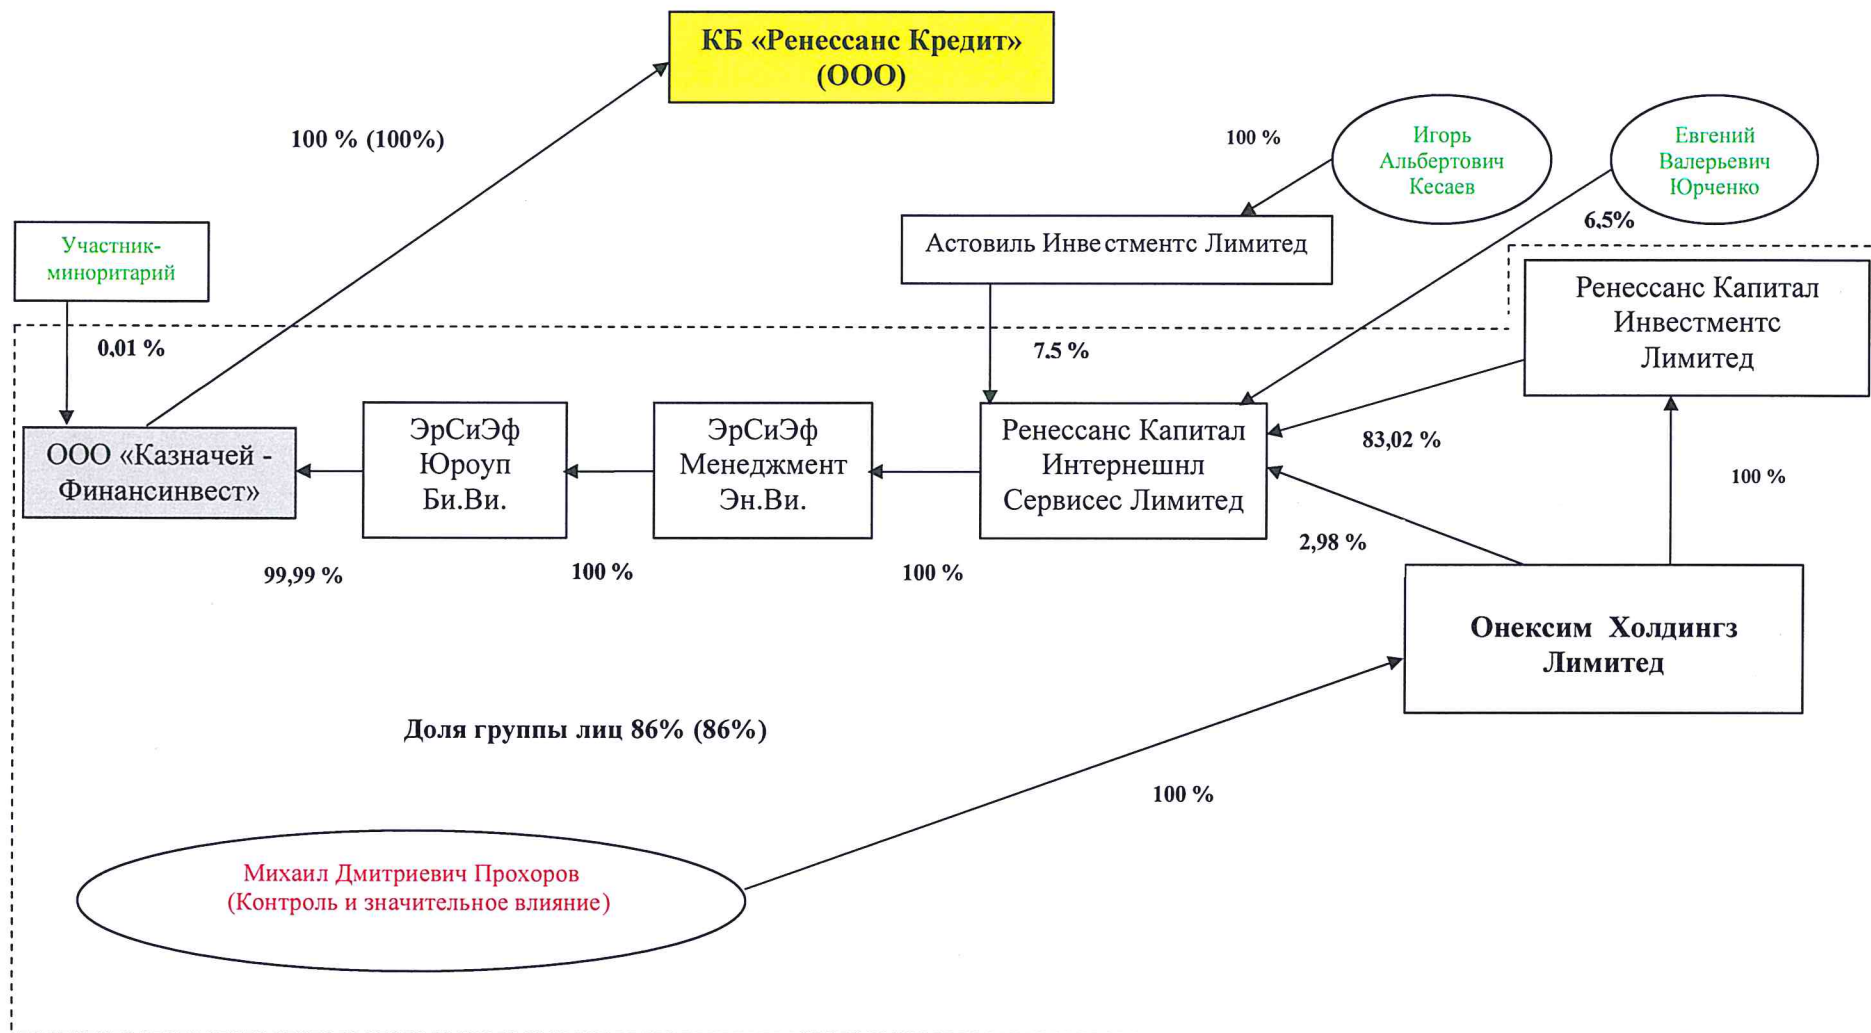 КБ «Ренессанс Кредит»
(ООО)
100 % (100%)
100 %
Игорь
Альбертович
Кесаев
Евгений
Валерьевич
Юрченко
6,5%
Участник-
миноритарий
Астовиль Инвестментс Лимитед
Ренессанс Капитал
Инвестментс
Лимитед
0,01 %
7,5 %
ООО «Казначей -
Финансинвест»
ЭрСиЭф
Юроуп
Би.Ви.
ЭрСиЭф
Менеджмент
Эн.Ви.
Ренессанс Капитал
Интернешнл
Сервисес Лимитед
83,02 %
100 %
2,98 %
99,99 %
100 %
100 %
Онексим Холдингз
Лимитед
Доля группы лиц 86% (86%)
100 %
Михаил Дмитриевич Прохоров
(Контроль и значительное влияние)